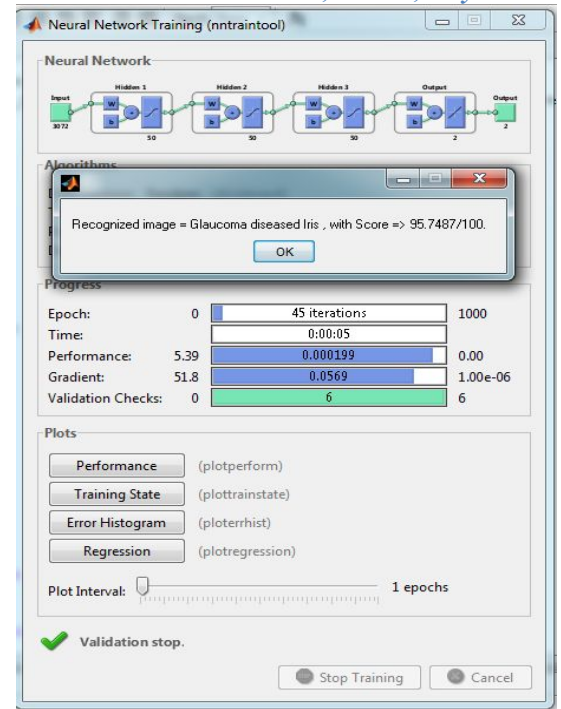 Neural Network Training (nntraintool)
Neural Network
Hidden 1 Hidden 2 Hidden 3 Output
Input Output
W W W W
b b b b
3072 50 50 50 2 2
Algorithms
Recognized image = Glaucoma diseased Iris , with Score => 95.7487/100.
OK
Progress
Epoch: 0 45 iterations 1000
Time: 0:00:05
Performance: 5.39 0.000199 0.00
Gradient: 51.8 0.0569 1.00e-06
Validation Checks: 0 6 6
Plots
Performance (plotperform)
Training State (plottrainstate)
Error Histogram (ploterrhist)
Regression (plotregression)
Plot Interval: 1 epochs
Validation stop.
Stop Training Cancel